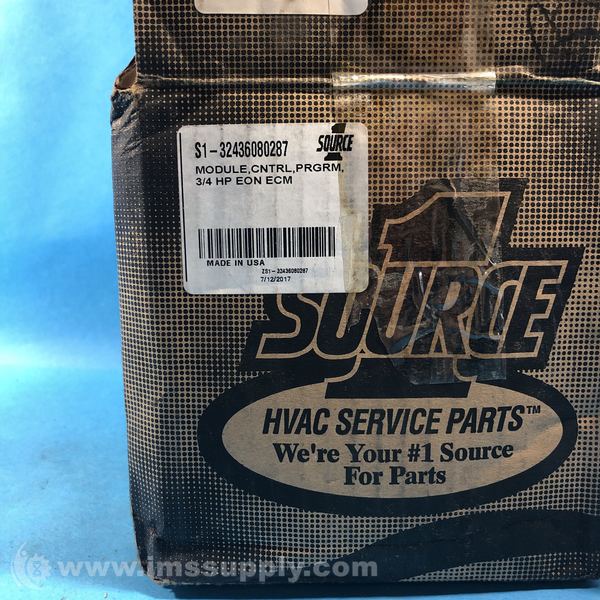 S1-32436080287
1
SOURCE
MODULE,CNTRL,PRGRM,
3/4 HP EON ECM
MADE IN USA
ZS1-32436080287
7/12/2017
1
SOURCE
HVAC SERVICE PARTS™
We're Your #1 Source
For Parts
www.imssupply.com